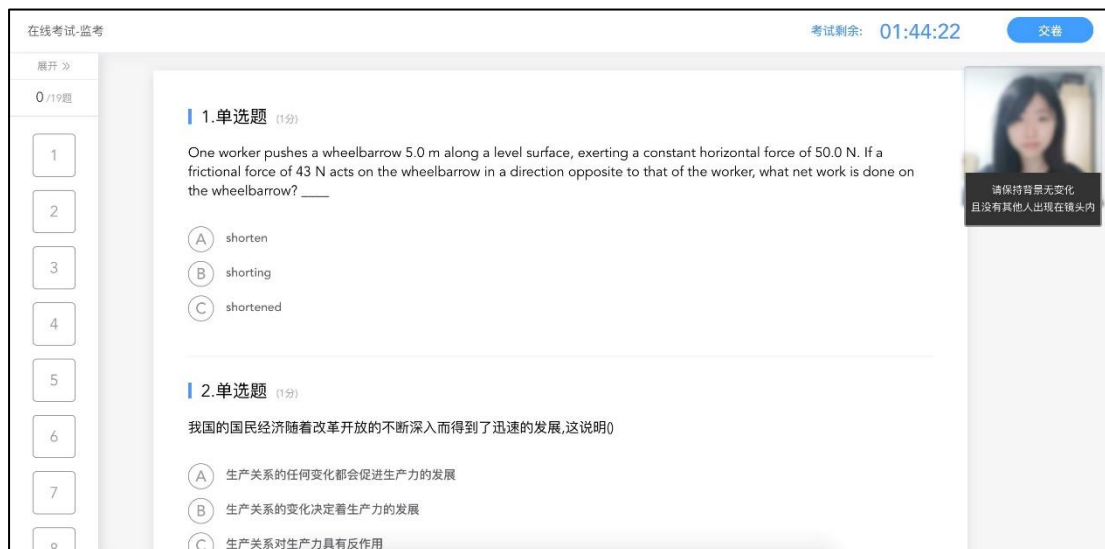 在线考试-监考
考试剩余: 01:44:22
交卷
展开 »
0/19题
1
2
3
4
5
6
7
1.单选题 (1分)
One worker pushes a wheelbarrow 5.0 m along a level surface, exerting a constant horizontal force of 50.0 N. If a
frictional force of 43 N acts on the wheelbarrow in a direction opposite to that of the worker, what net work is done on
the wheelbarrow? ____
A shorten
B shorting
C shortened
2.单选题 (1分)
我国的国民经济随着改革开放的不断深入而得到了迅速的发展,这说明()
A 生产关系的任何变化都会促进生产力的发展
B 生产关系的变化决定着生产力的发展
C 生产关系对生产力具有反作用
请保持背景无变化
且没有其他人出现在镜头内